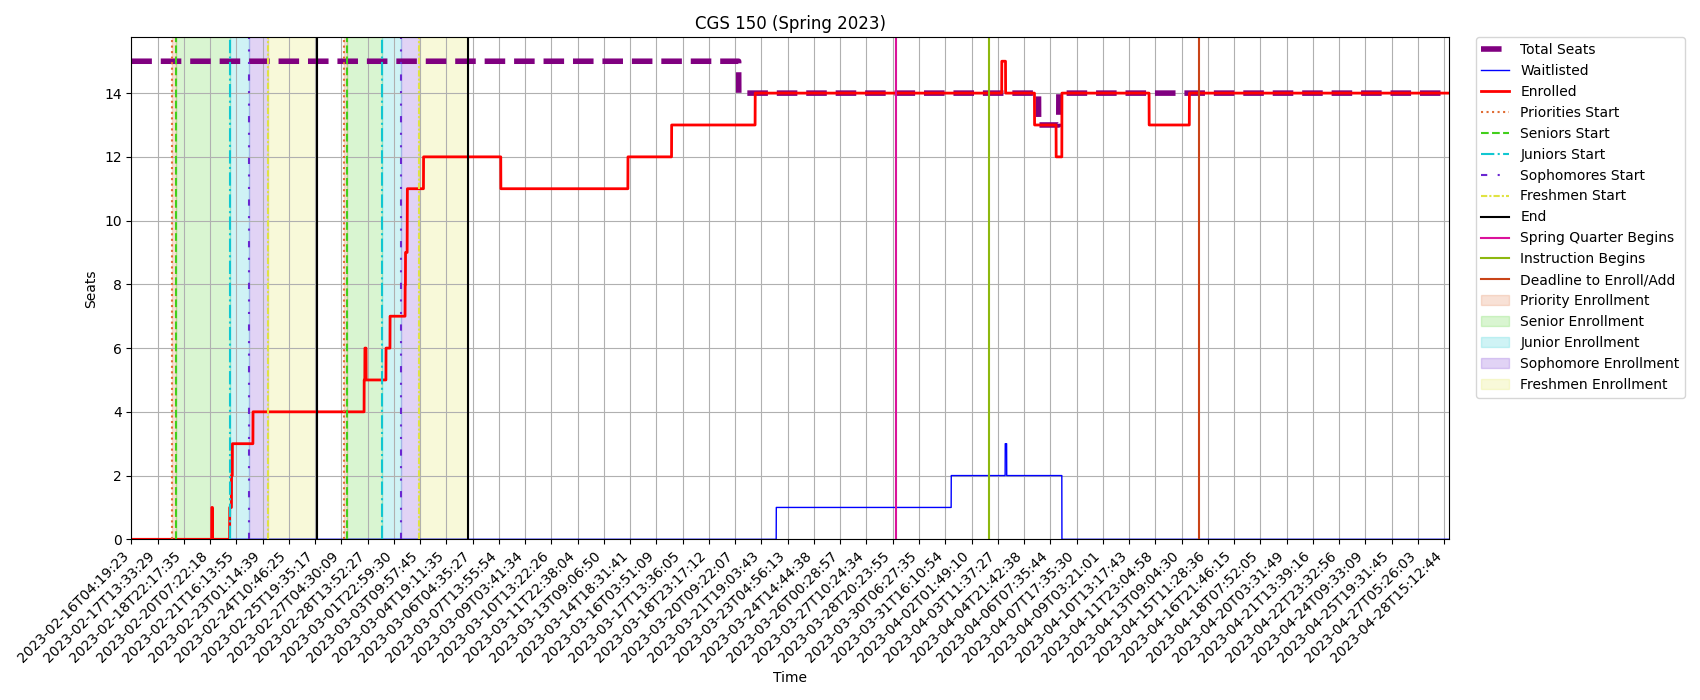 CGS 150 (Spring 2023)
Seats
14
12
10
8
6
4
2
0
2023-02-16T04:19:23
2023-02-17T13:33:29
2023-02-18T22:17:35
2023-02-20T07:22:18
2023-02-21T16:13:55
2023-02-23T01:14:39
2023-02-24T10:46:25
2023-02-25T19:35:17
2023-02-27T04:30:09
2023-02-28T13:52:27
2023-03-01T22:59:30
2023-03-03T09:57:45
2023-03-04T19:11:35
2023-03-06T04:35:27
2023-03-07T13:55:54
2023-03-09T03:41:34
2023-03-10T13:22:26
2023-03-11T22:38:04
2023-03-13T09:06:50
2023-03-14T18:31:41
2023-03-16T03:51:09
2023-03-17T13:36:05
2023-03-18T23:17:12
2023-03-20T09:22:07
2023-03-21T19:03:43
2023-03-23T04:56:13
2023-03-24T14:44:38
2023-03-26T00:28:57
2023-03-27T10:24:34
2023-03-28T20:23:55
2023-03-30T06:27:35
2023-03-31T16:10:54
2023-04-02T01:49:10
2023-04-03T11:37:27
2023-04-04T21:42:38
2023-04-06T07:35:44
2023-04-07T17:35:30
2023-04-09T03:21:01
2023-04-10T13:17:43
2023-04-11T23:04:58
2023-04-13T09:04:30
2023-04-15T11:28:36
2023-04-16T21:46:15
2023-04-18T07:52:05
2023-04-20T03:31:49
2023-04-21T13:39:16
2023-04-22T23:32:56
2023-04-24T09:33:09
2023-04-25T19:31:45
2023-04-27T05:26:03
2023-04-28T15:12:44
Time
Total Seats
Waitlisted
Enrolled
Priorities Start
Seniors Start
Juniors Start
Sophomores Start
Freshmen Start
End
Spring Quarter Begins
Instruction Begins
Deadline to Enroll/Add
Priority Enrollment
Senior Enrollment
Junior Enrollment
Sophomore Enrollment
Freshmen Enrollment